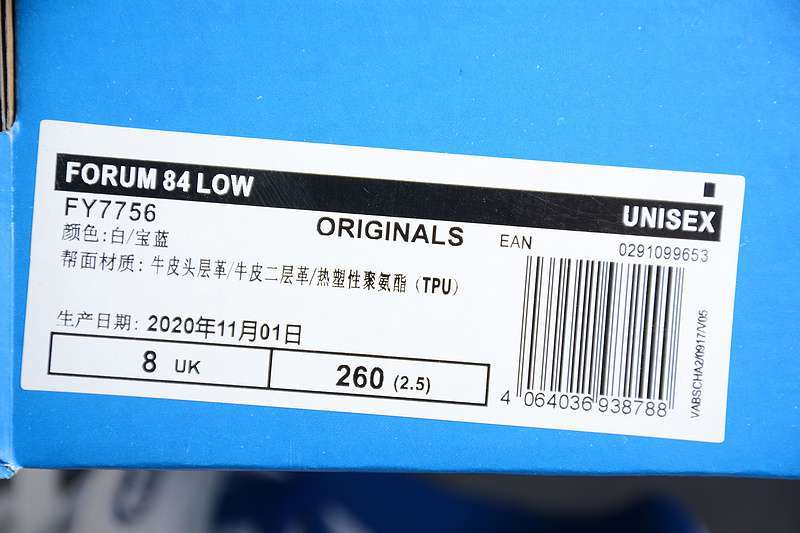 FORUM 84 LOW
UNISEX
FY7756
ORIGINALS
EAN
0291099653
颜色:白/宝蓝
帮面材质: 牛皮头层革/牛皮二层革/热塑性聚氨酯（TPU）
生产日期: 2020年11月01日
8 UK
260 (2.5)
4 064036 938788
VABSCHA2/0917/V05